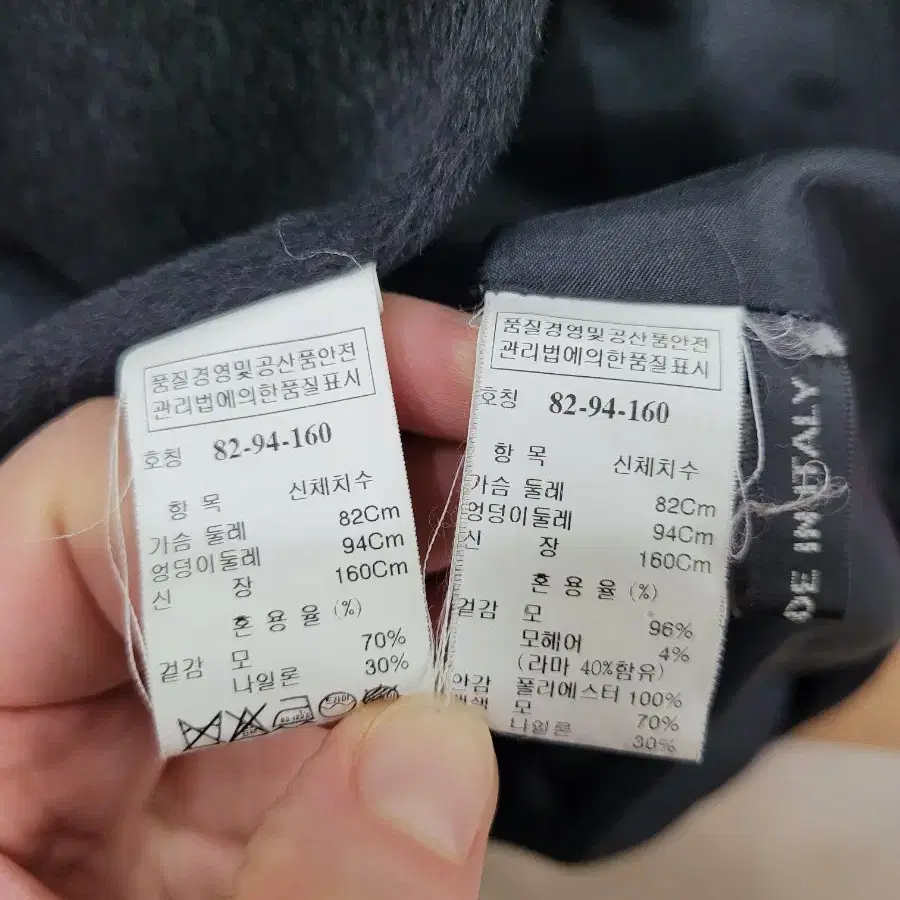 품질경영및공산품안전
관리법에의한품질표시
호칭 82-94-160
항 목 신체치수
가슴 둘레 82Cm
엉덩이둘레 94Cm
신 장 160Cm
혼 용 율 (%)
겉감 모 70%
나일론 30%
품질경영및공산품안전
관리법에의한품질표시
호칭 82-94-160
항 목 신체치수
가슴 둘레 82Cm
엉덩이둘레 94Cm
신 장 160Cm
혼 용 율 (%)
겉감 모 96%
모헤어 4%
(라마 40%함유)
안감 폴리에스터 100%
모 70%
나일론 30%
DE IN ITALY